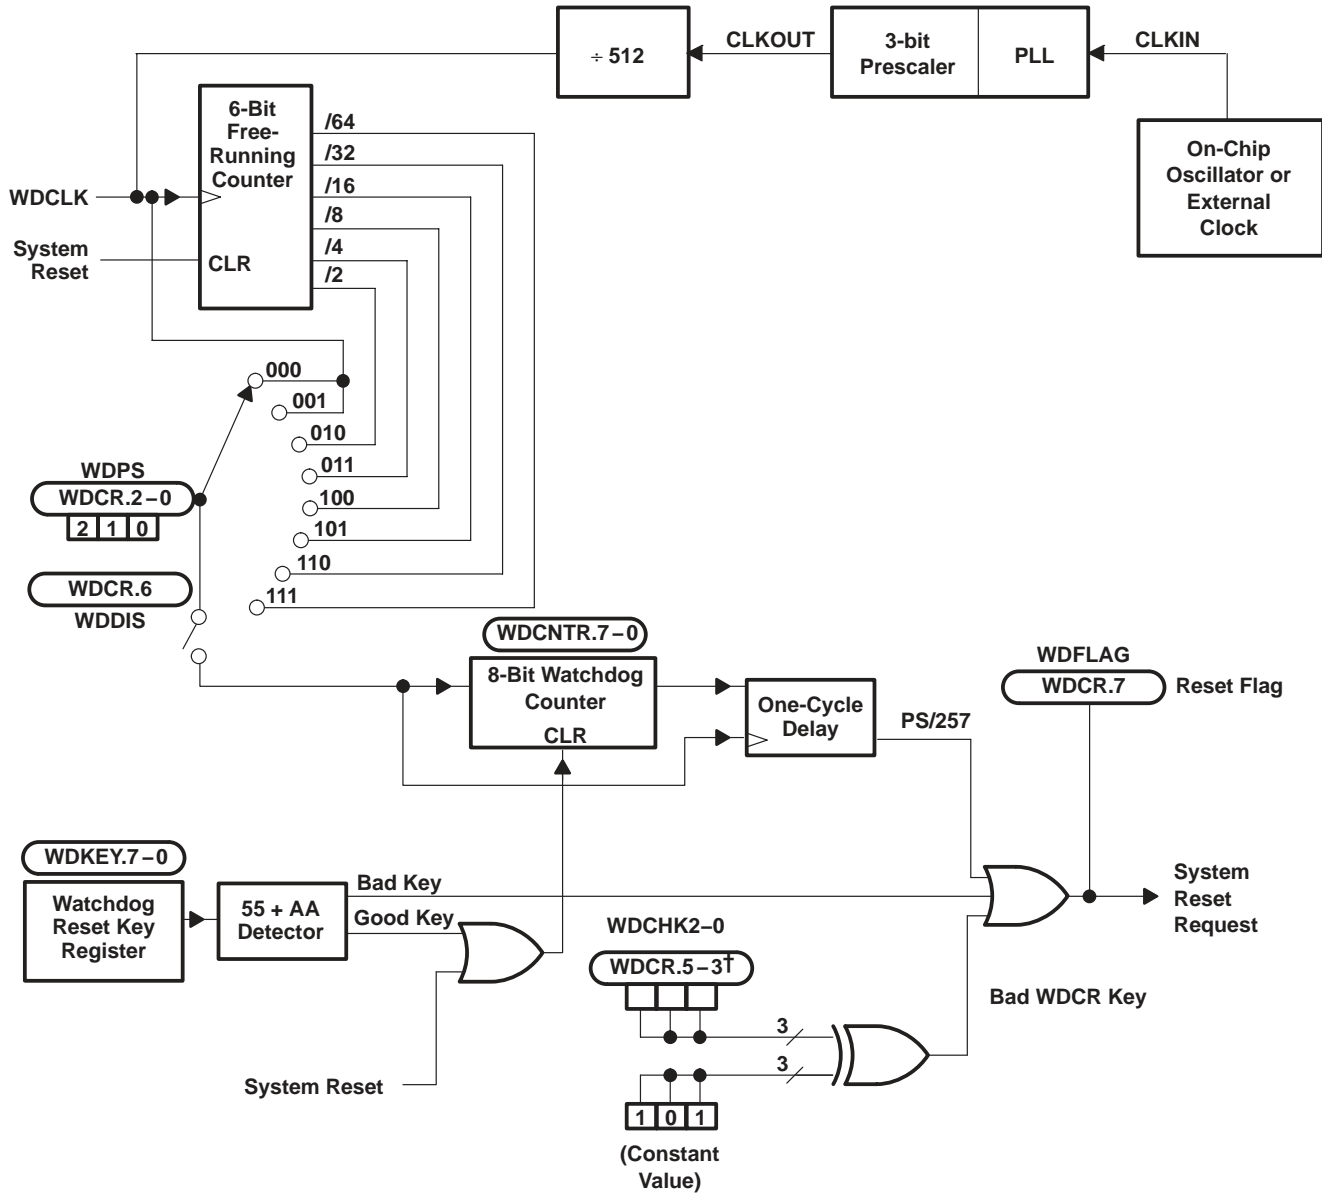 ÷ 512
CLKOUT
3-bit
Prescaler
PLL
CLKIN
On-Chip
Oscillator or
External
Clock
6-Bit
Free-
Running
Counter
CLR
/64
/32
/16
/8
/4
/2
WDCLK
System
Reset
000
001
010
011
100
101
110
111
WDPS
WDCR.2–0
2 1 0
WDCR.6
WDDIS
WDCNTR.7–0
8-Bit Watchdog
Counter
CLR
One-Cycle
Delay
PS/257
WDFLAG
WDCR.7
Reset Flag
WDKEY.7–0
Watchdog
Reset Key
Register
55 + AA
Detector
Bad Key
Good Key
System
Reset
Request
WDCHK2–0
WDCR.5–3†
Bad WDCR Key
3
3
System Reset
1 0 1
(Constant
Value)